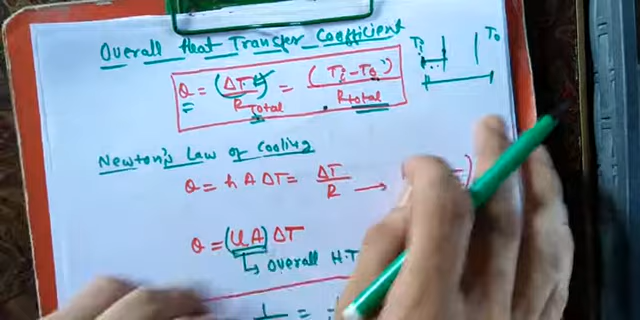 Overall Heat Transfer Coefficient
Q = (ΔT) / R Total = (Ti - To) / R total
Ti To
Newton's Law of Cooling
Q = h A ΔT = ΔT / R →
Q = (UA) ΔT
↳ Overall H.T
1 =